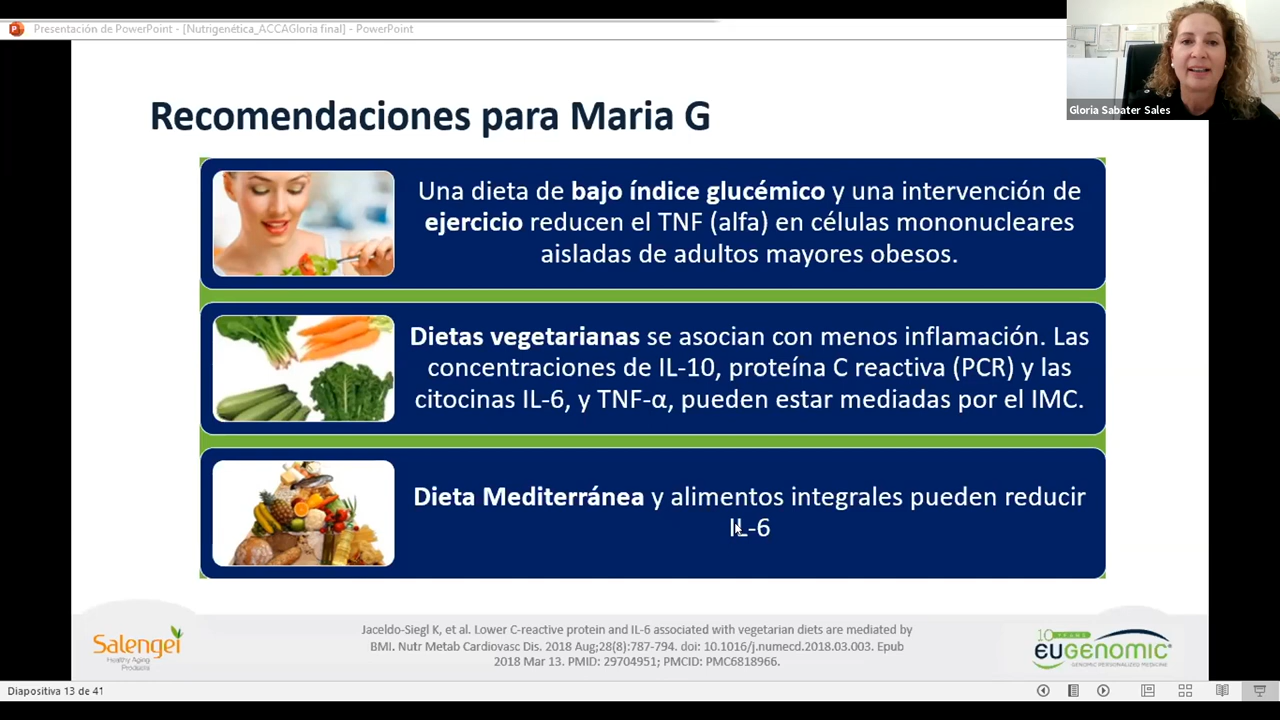 Presentación de PowerPoint - [Nutrigenética_ACCAGloria final] - PowerPoint
Gloria Sabater Sales
Recomendaciones para Maria G
Una dieta de bajo índice glucémico y una intervención de
ejercicio reducen el TNF (alfa) en células mononucleares
aisladas de adultos mayores obesos.
Dietas vegetarianas se asocian con menos inflamación. Las
concentraciones de IL-10, proteína C reactiva (PCR) y las
citocinas IL-6, y TNF-α, pueden estar mediadas por el IMC.
Dieta Mediterránea y alimentos integrales pueden reducir
IL-6
Salengei
Healthy Aging
Products
Jaceldo-Siegl K, et al. Lower C-reactive protein and IL-6 associated with vegetarian diets are mediated by
BMI. Nutr Metab Cardiovasc Dis. 2018 Aug;28(8):787-794. doi: 10.1016/j.numecd.2018.03.003. Epub
2018 Mar 13. PMID: 29704951; PMCID: PMC6818966.
10 YEARS
EUGENOMIC®
GENOMIC PERSONALIZED MEDICINE
Diapositiva 13 de 41